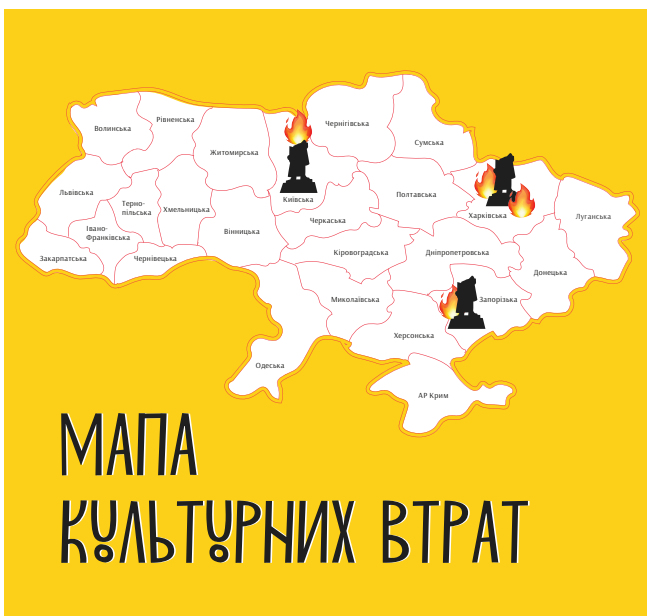 Чернігівська
Рівненська
Волинська
Сумська
Житомирська
Львівська
Полтавська
Київська
Терно-
пільська
Хмельницька
Харківська
Луганська
Черкаська
Івано-
Франківська
Вінницька
Кіровоградська
Дніпропетровська
Закарпатська
Чернівецька
Донецька
Миколаївська
Запорізька
Херсонська
Одеська
АР Крим
МАПА
КУЛЬТУРНИХ ВТРАТ